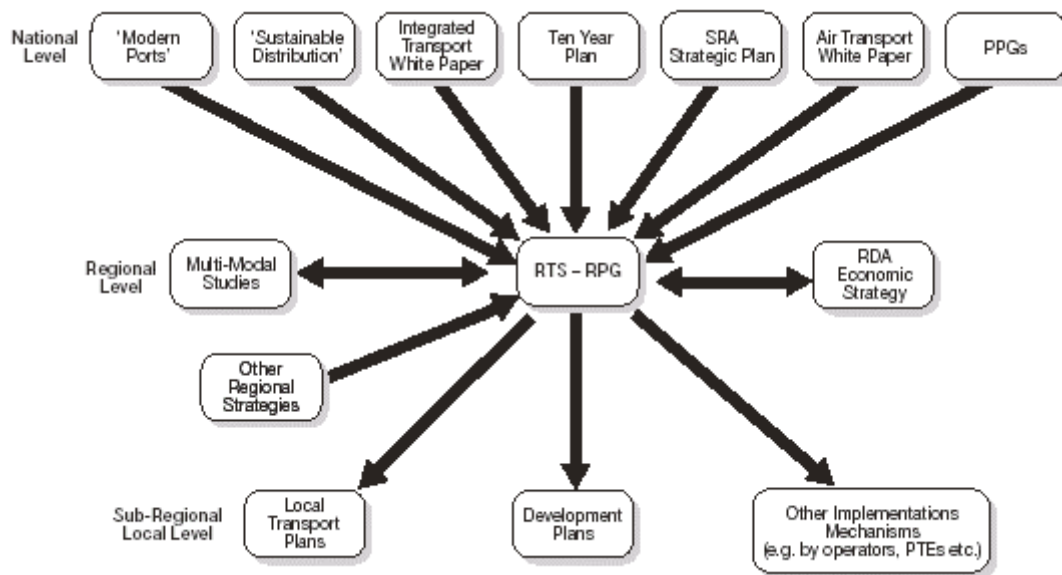 National
Level
'Modern
Ports'
'Sustainable
Distribution'
Integrated
Transport
White Paper
Ten Year
Plan
SRA
Strategic Plan
Air Transport
White Paper
PPGs
Regional
Level
Multi-Modal
Studies
RTS – RPG
RDA
Economic
Strategy
Other
Regional
Strategies
Sub-Regional
Local Level
Local
Transport
Plans
Development
Plans
Other Implementations
Mechanisms
(e.g. by operators, PTEs etc.)